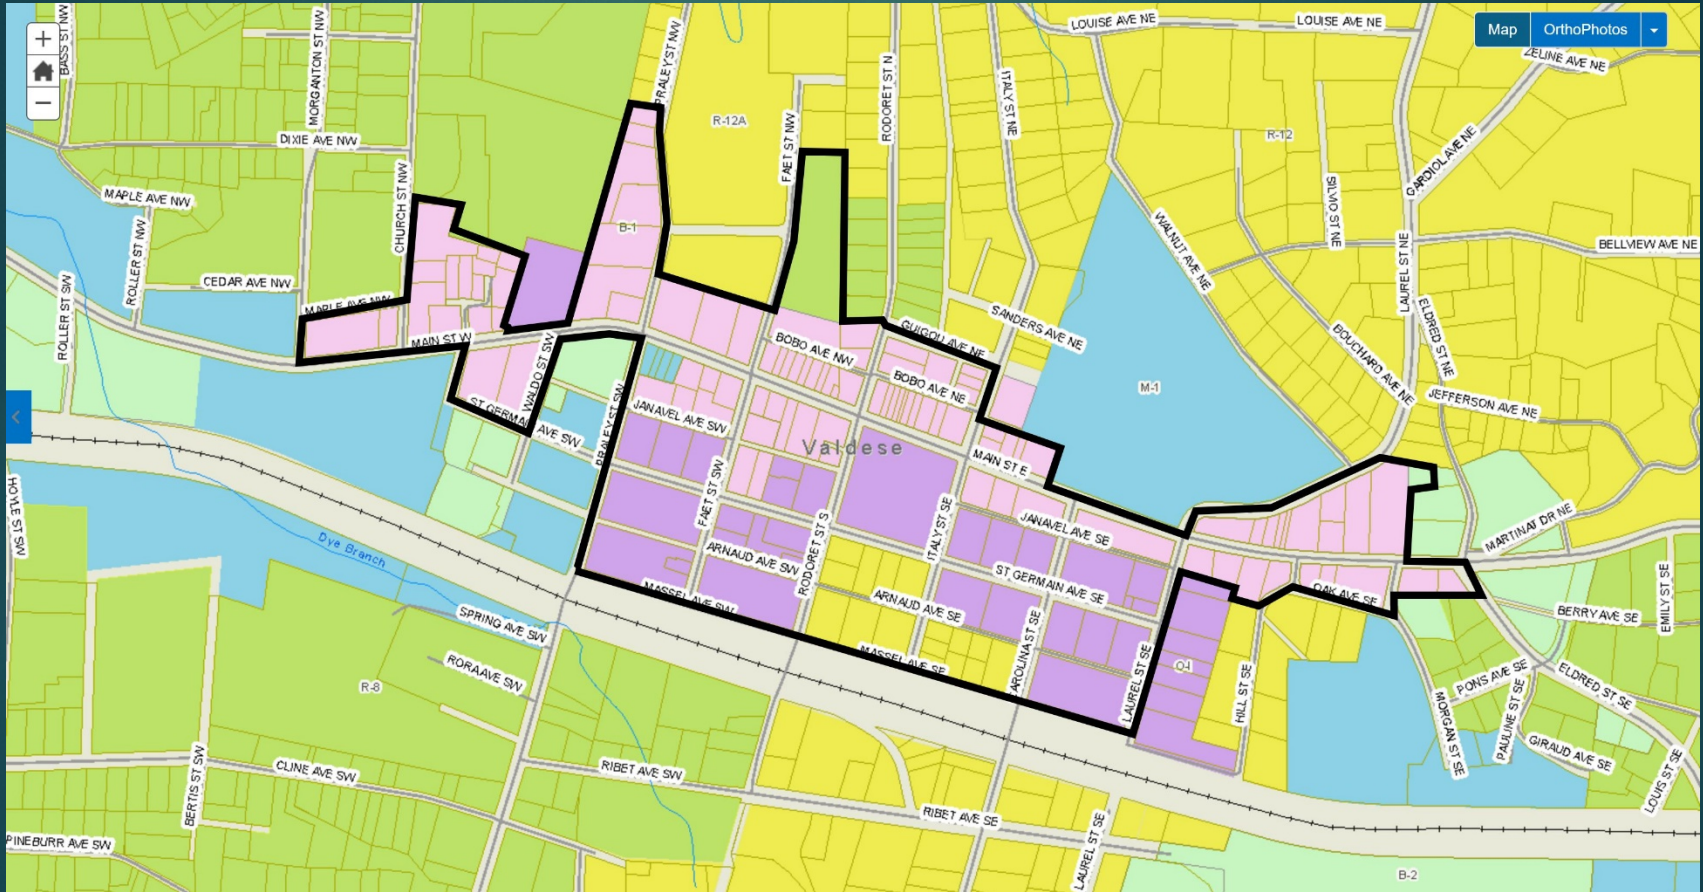 +
−
Map
OrthoPhotos
BASS ST NW
MORGANTON ST NW
PRALEY ST NW
LOUISE AVE NE
LOUISE AVE NE
ZELINE AVE NE
RODORET ST N
ITALY ST NE
R-12A
R-12
DIXIE AVE NW
FAET ST NW
GARDIOL AVE NE
MAPLE AVE NW
CHURCH ST NW
SILVO ST NE
B-1
WALNUT AVE NE
LAUREL ST NE
BELLVIEW AVE NE
ROLLER ST NW
CEDAR AVE NW
MAPLE AVE NW
ROLLER ST SW
SANDERS AVE NE
ELDRED ST NE
GUIGOU AVE NE
MAIN ST W
BOBO AVE NW
BOUCHARD AVE NE
WALDO ST SW
BOBO AVE NE
M-1
JEFFERSON AVE NE
ST GERMAIN AVE SW
PRALEY ST SW
JANAVEL AVE SW
Valdese
MAIN ST E
HOYLE ST SW
FAET ST SW
ITALY ST SE
JANAVEL AVE SE
MARTINAT DR NE
Dye Branch
RODORET ST S
ARNAUD AVE SW
ST GERMAIN AVE SE
MASSEL AVE SW
ARNAUD AVE SE
OAK AVE SE
EMILY ST SE
BERRY AVE SE
SPRING AVE SW
CAROLINA ST SE
MASSEL AVE SE
LAUREL ST SE
O-I
RORA AVE SW
R-8
HILL ST SE
PONS AVE SE
ELDRED ST SE
MORGAN ST SE
PAULINE ST SE
GIRAUD AVE SE
BERTIS ST SW
CLINE AVE SW
RIBET AVE SW
LOUIS ST SE
RIBET AVE SE
LAUREL ST SE
PINEBURR AVE SW
B-2